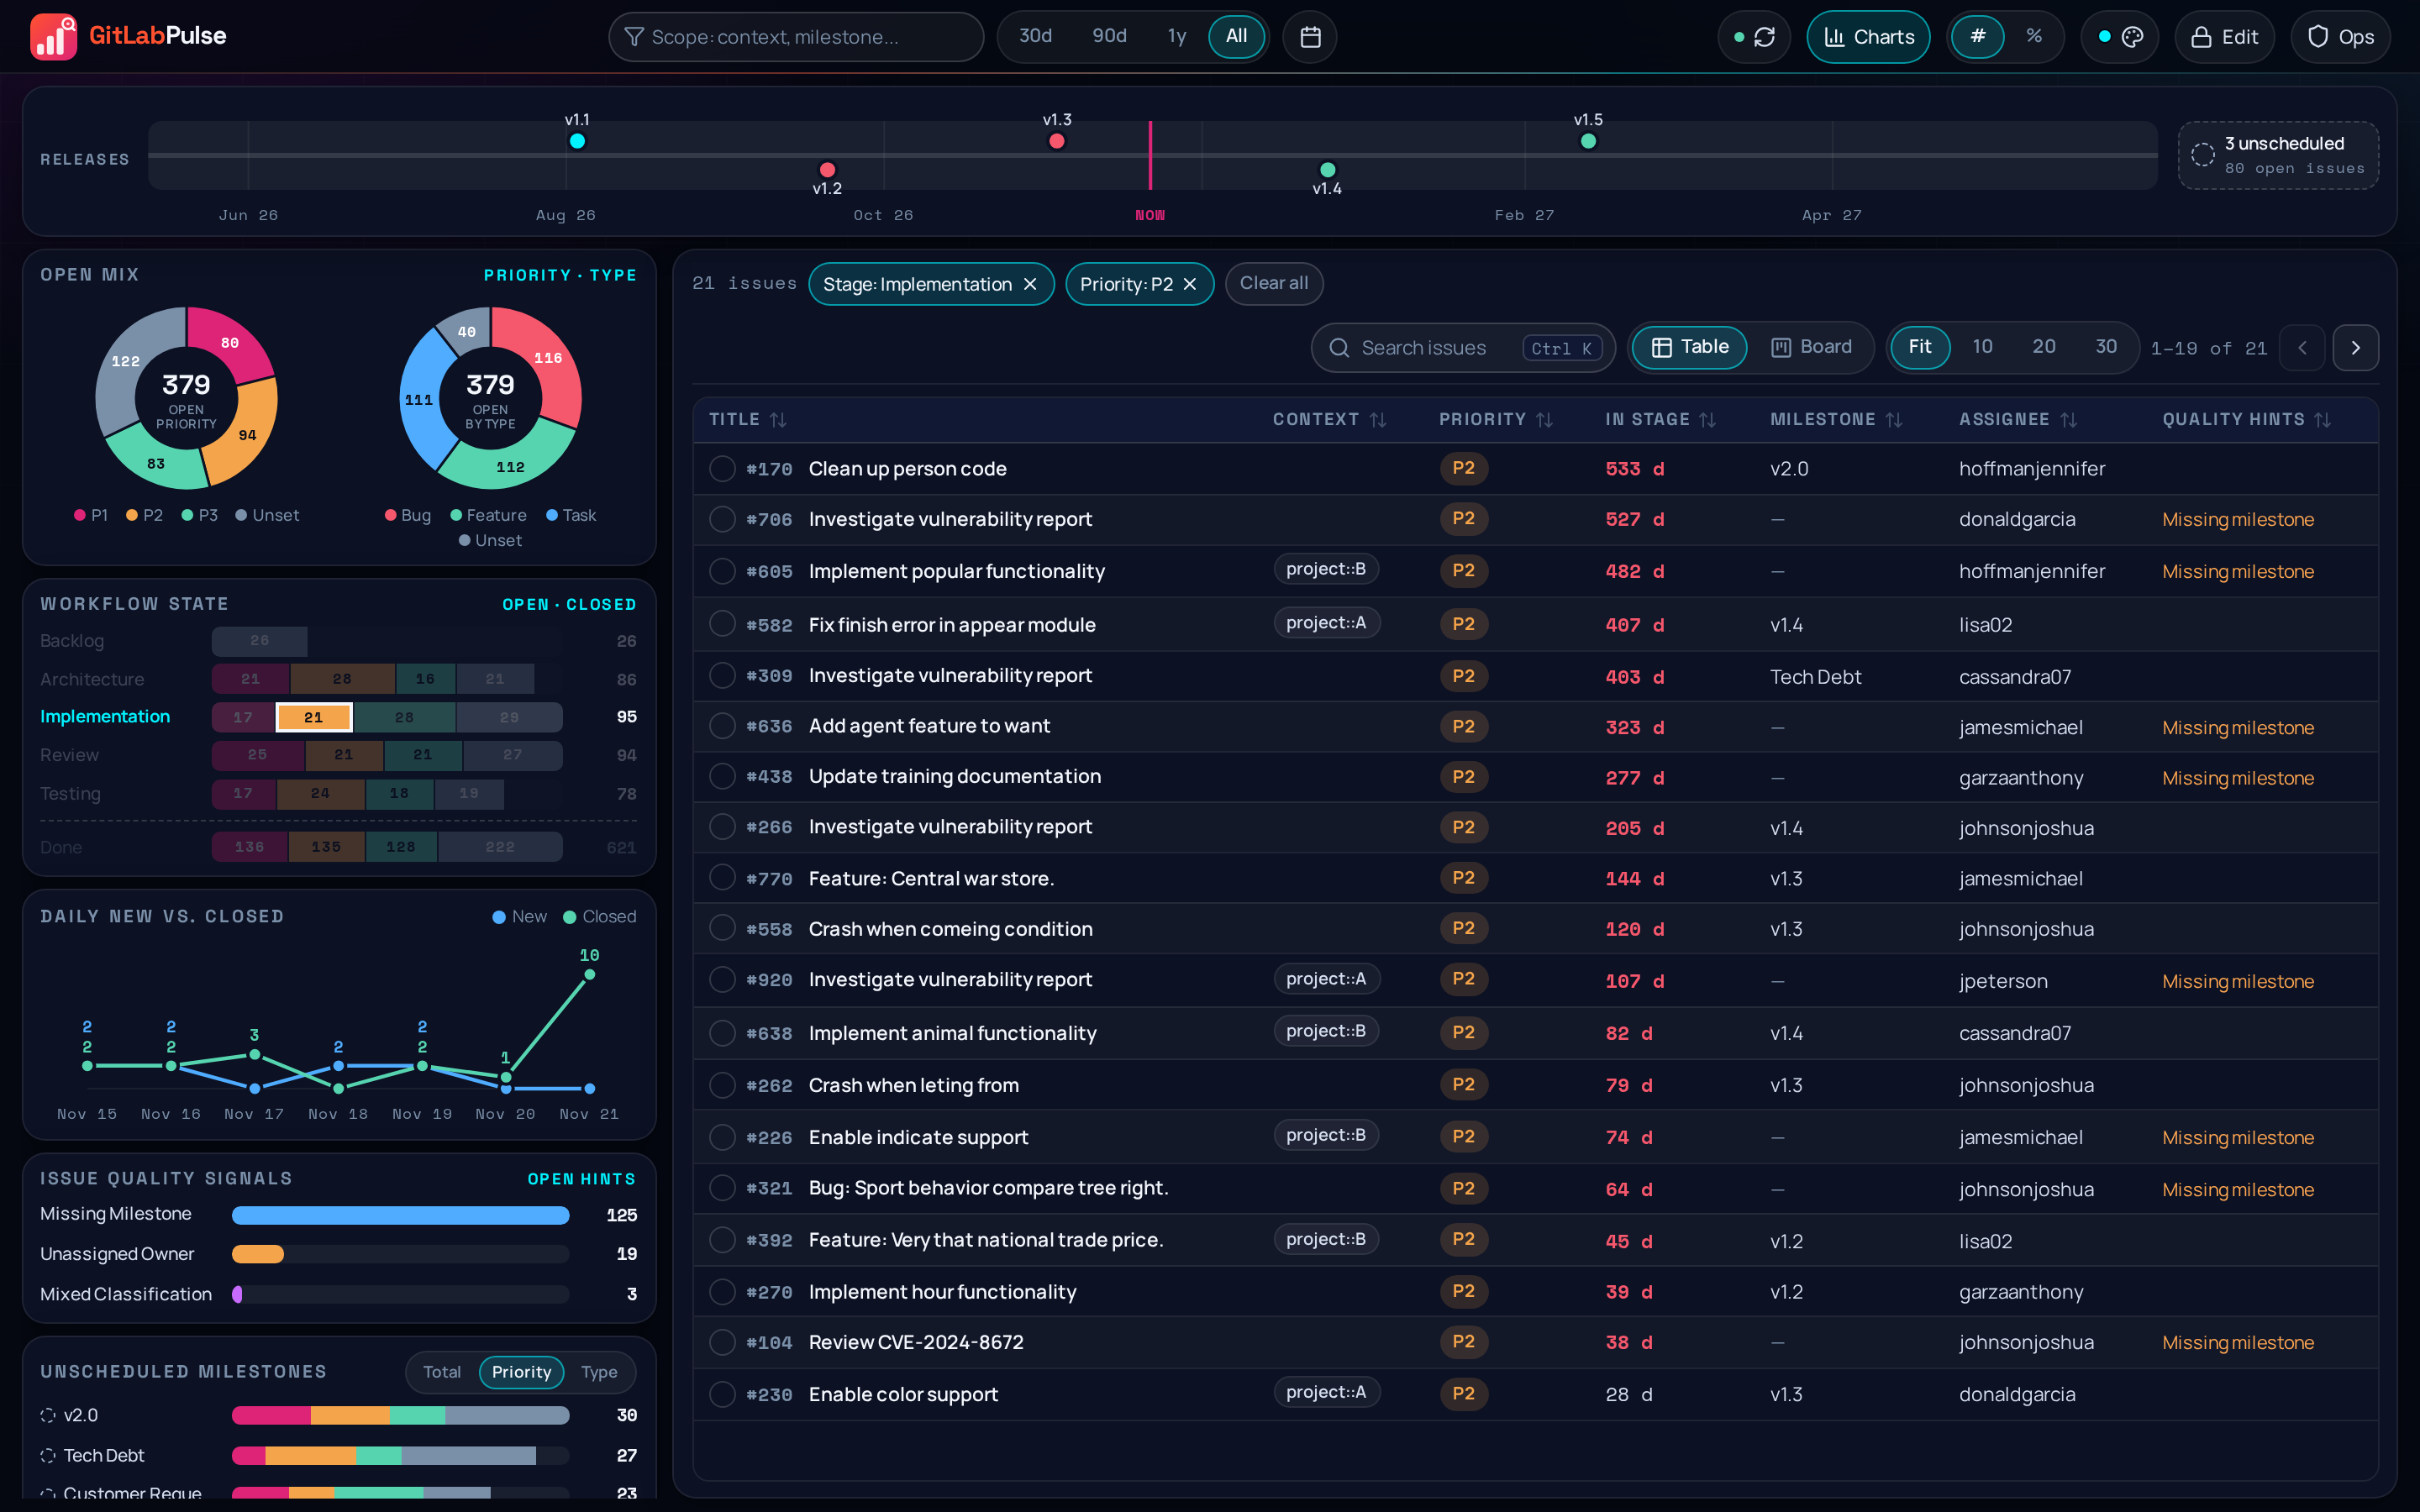 GitLabPulse
Scope: context, milestone...
30d 90d 1y All
Charts # % Edit Ops
RELEASES
v1.1 v1.3 v1.5
v1.2 v1.4
Jun 26 Aug 26 Oct 26 NOW Feb 27 Apr 27
3 unscheduled
80 open issues
OPEN MIX PRIORITY · TYPE
80 94 83 122
379
OPEN
PRIORITY
P1 P2 P3 Unset
116 112 111 40
379
OPEN
BY TYPE
Bug Feature Task
Unset
WORKFLOW STATE OPEN · CLOSED
Backlog 26 26
Architecture 21 28 16 21 86
Implementation 17 21 28 29 95
Review 25 21 21 27 94
Testing 17 24 18 19 78
Done 136 135 128 222 621
DAILY NEW VS. CLOSED New Closed
10
2 2 2
2 2 3 2 2 1
Nov 15 Nov 16 Nov 17 Nov 18 Nov 19 Nov 20 Nov 21
ISSUE QUALITY SIGNALS OPEN HINTS
Missing Milestone 125
Unassigned Owner 19
Mixed Classification 3
UNSCHEDULED MILESTONES Total Priority Type
v2.0 30
Tech Debt 27
Customer Reque 23
21 issues Stage: Implementation Priority: P2 Clear all
Search issues Ctrl K Table Board Fit 10 20 30 1–19 of 21
TITLE CONTEXT PRIORITY IN STAGE MILESTONE ASSIGNEE QUALITY HINTS
#170 Clean up person code P2 533 d v2.0 hoffmanjennifer
#706 Investigate vulnerability report P2 527 d — donaldgarcia Missing milestone
#605 Implement popular functionality project::B P2 482 d — hoffmanjennifer Missing milestone
#582 Fix finish error in appear module project::A P2 407 d v1.4 lisa02
#309 Investigate vulnerability report P2 403 d Tech Debt cassandra07
#636 Add agent feature to want P2 323 d — jamesmichael Missing milestone
#438 Update training documentation P2 277 d — garzaanthony Missing milestone
#266 Investigate vulnerability report P2 205 d v1.4 johnsonjoshua
#770 Feature: Central war store. P2 144 d v1.3 jamesmichael
#558 Crash when comeing condition P2 120 d v1.3 johnsonjoshua
#920 Investigate vulnerability report project::A P2 107 d — jpeterson Missing milestone
#638 Implement animal functionality project::B P2 82 d v1.4 cassandra07
#262 Crash when leting from P2 79 d v1.3 johnsonjoshua
#226 Enable indicate support project::B P2 74 d — jamesmichael Missing milestone
#321 Bug: Sport behavior compare tree right. P2 64 d — johnsonjoshua Missing milestone
#392 Feature: Very that national trade price. project::B P2 45 d v1.2 lisa02
#270 Implement hour functionality P2 39 d v1.2 garzaanthony
#104 Review CVE-2024-8672 P2 38 d — johnsonjoshua Missing milestone
#230 Enable color support project::A P2 28 d v1.3 donaldgarcia